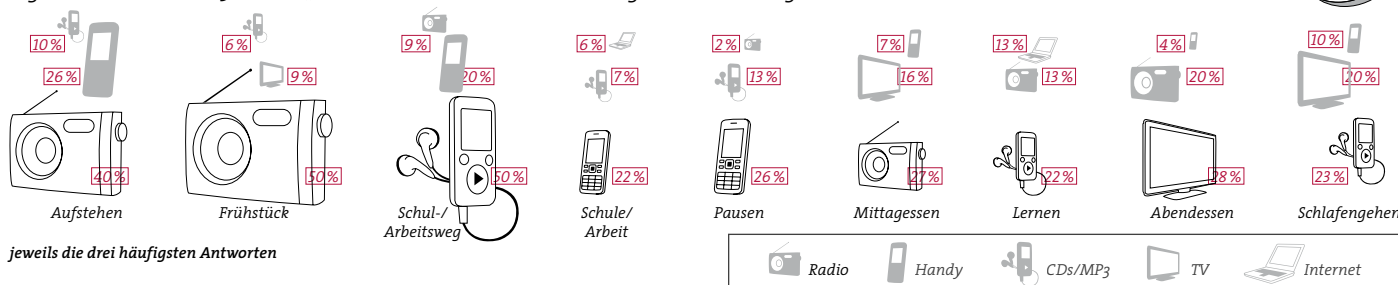 10 %
6 %
9 %
6 %
2 %
7 %
13 %
4 %
10 %
26 %
9 %
20 %
7 %
13 %
16 %
13 %
20 %
20 %
40 %
50 %
50 %
22 %
26 %
27 %
22 %
28 %
23 %
Aufstehen
Frühstück
Schul-/
Arbeitsweg
Schule/
Arbeit
Pausen
Mittagessen
Lernen
Abendessen
Schlafengehen
jeweils die drei häufigsten Antworten
Radio
Handy
CDs/MP3
TV
Internet